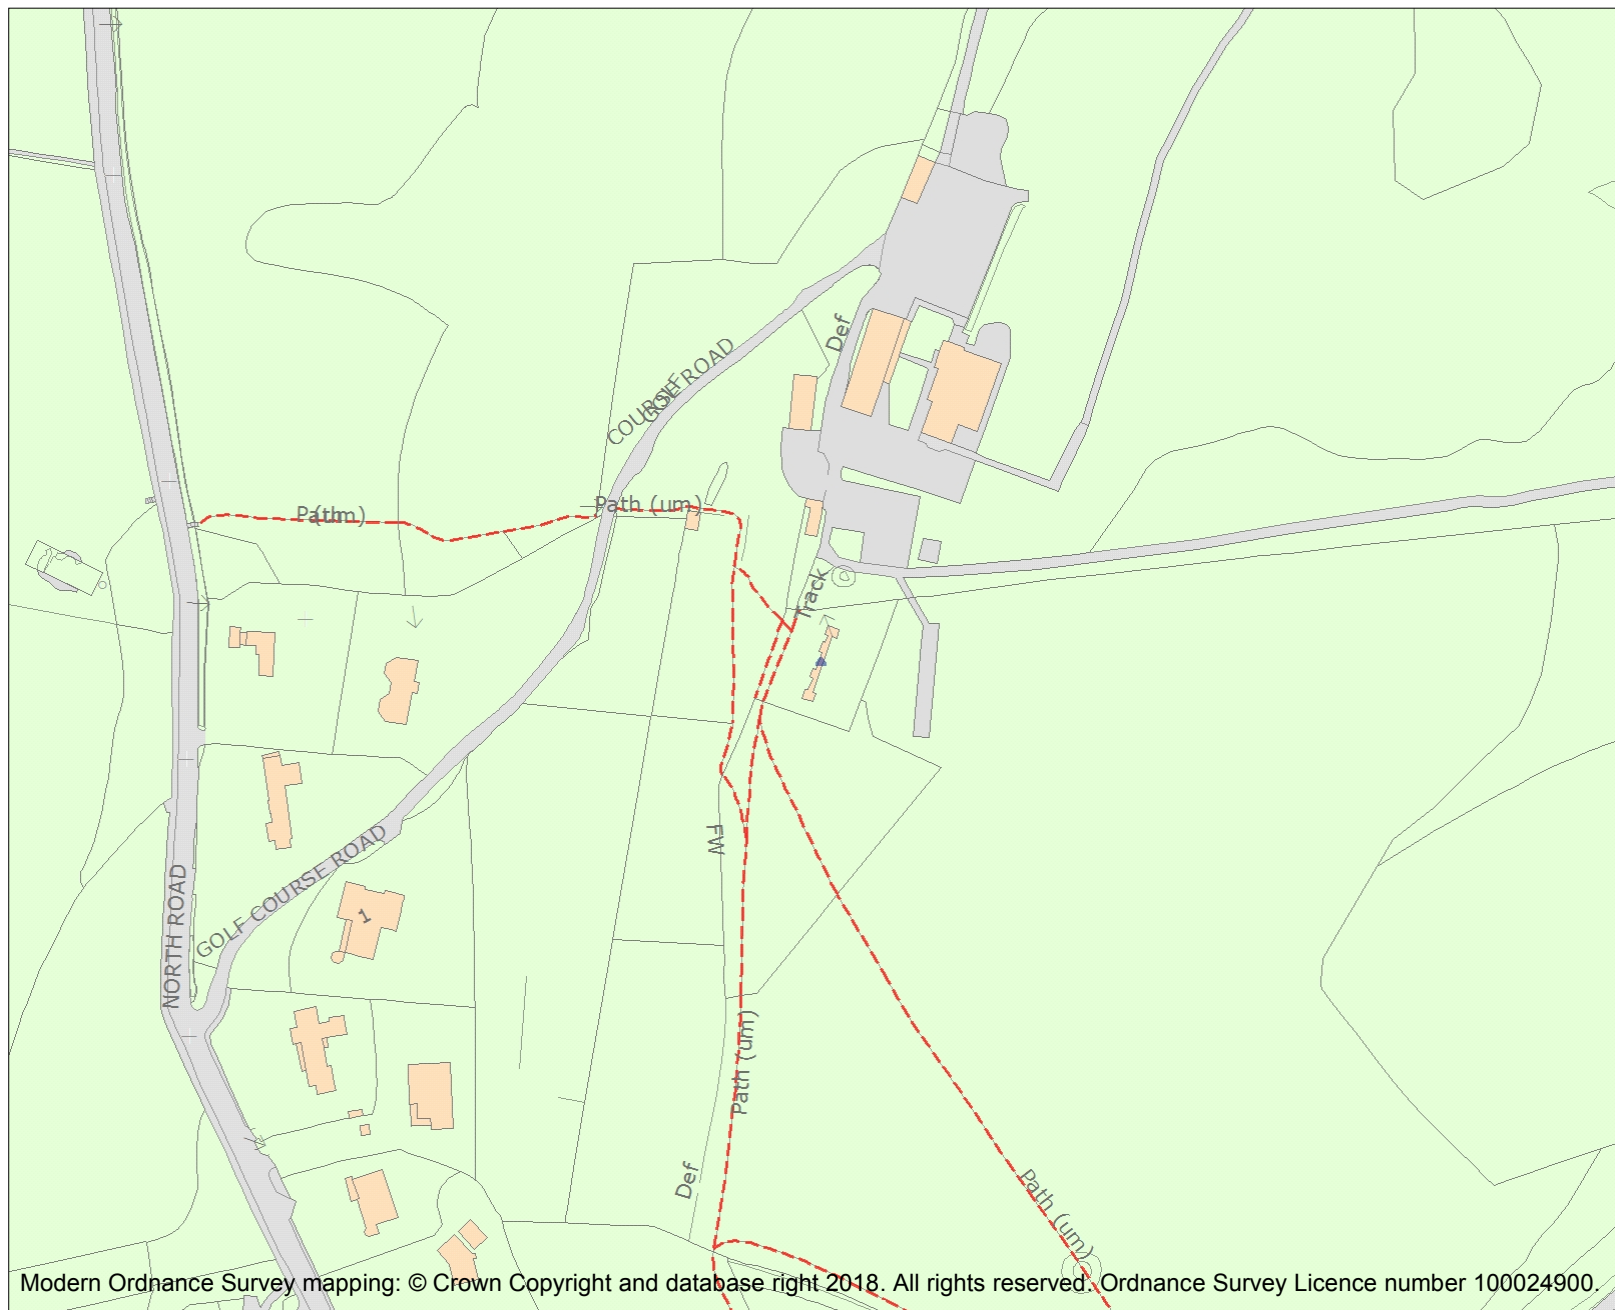 Def
COURSE ROAD
GOLF
Path (um)
Path (um)
Track
FW
GOLF COURSE ROAD
NORTH ROAD
1
Path (um)
Def
Path (um)
Modern Ordnance Survey mapping: © Crown Copyright and database right 2018. All rights reserved. Ordnance Survey Licence number 100024900.